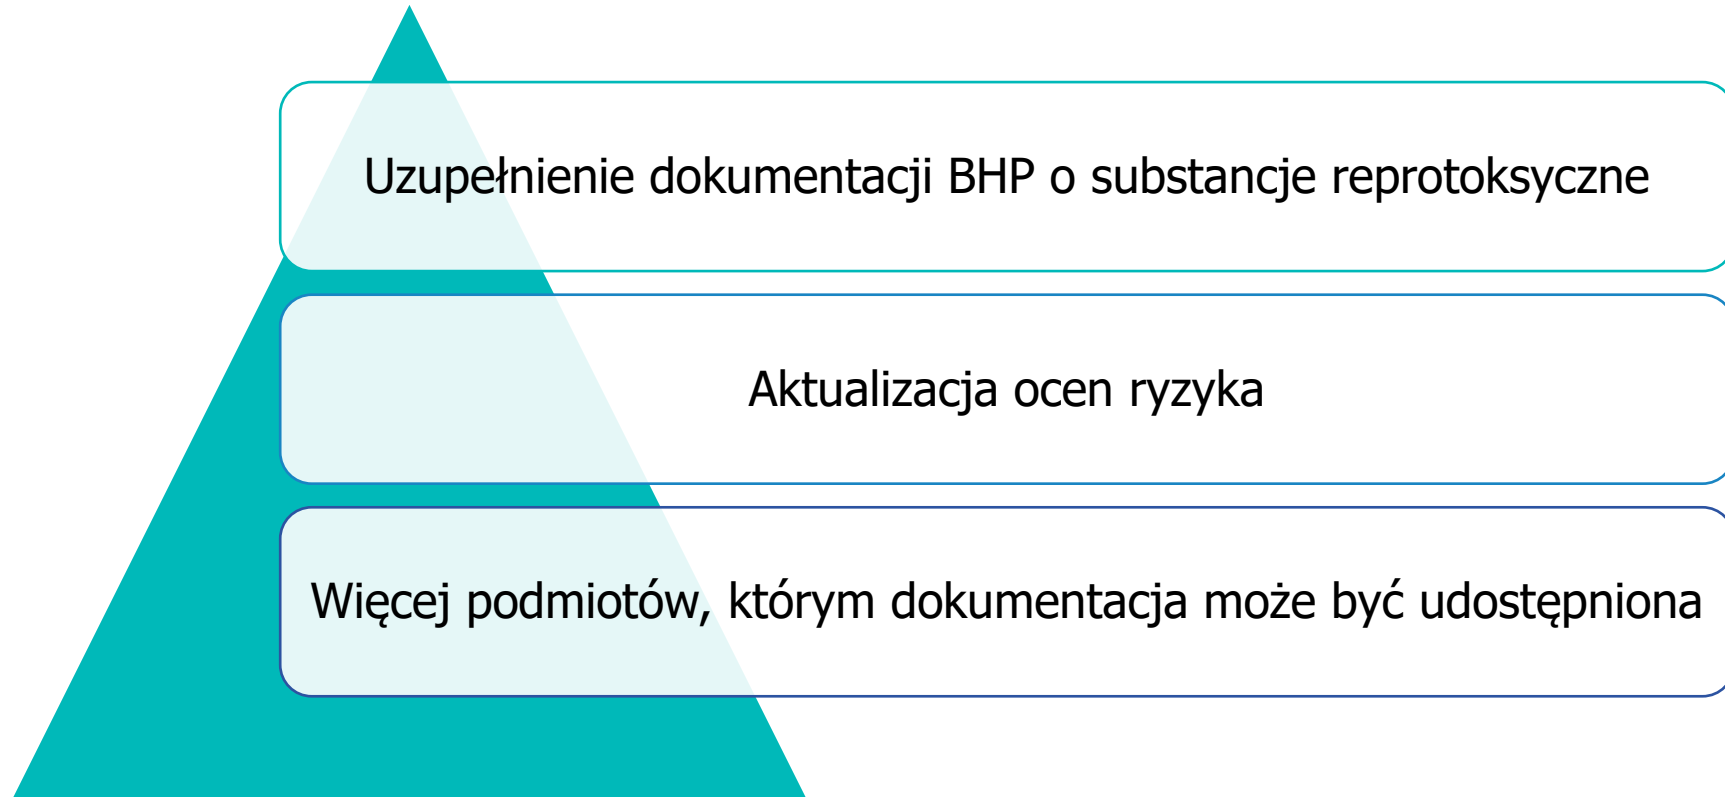 Uzupełnienie dokumentacji BHP o substancje reprotoksyczne
Aktualizacja ocen ryzyka
Więcej podmiotów, którym dokumentacja może być udostępniona